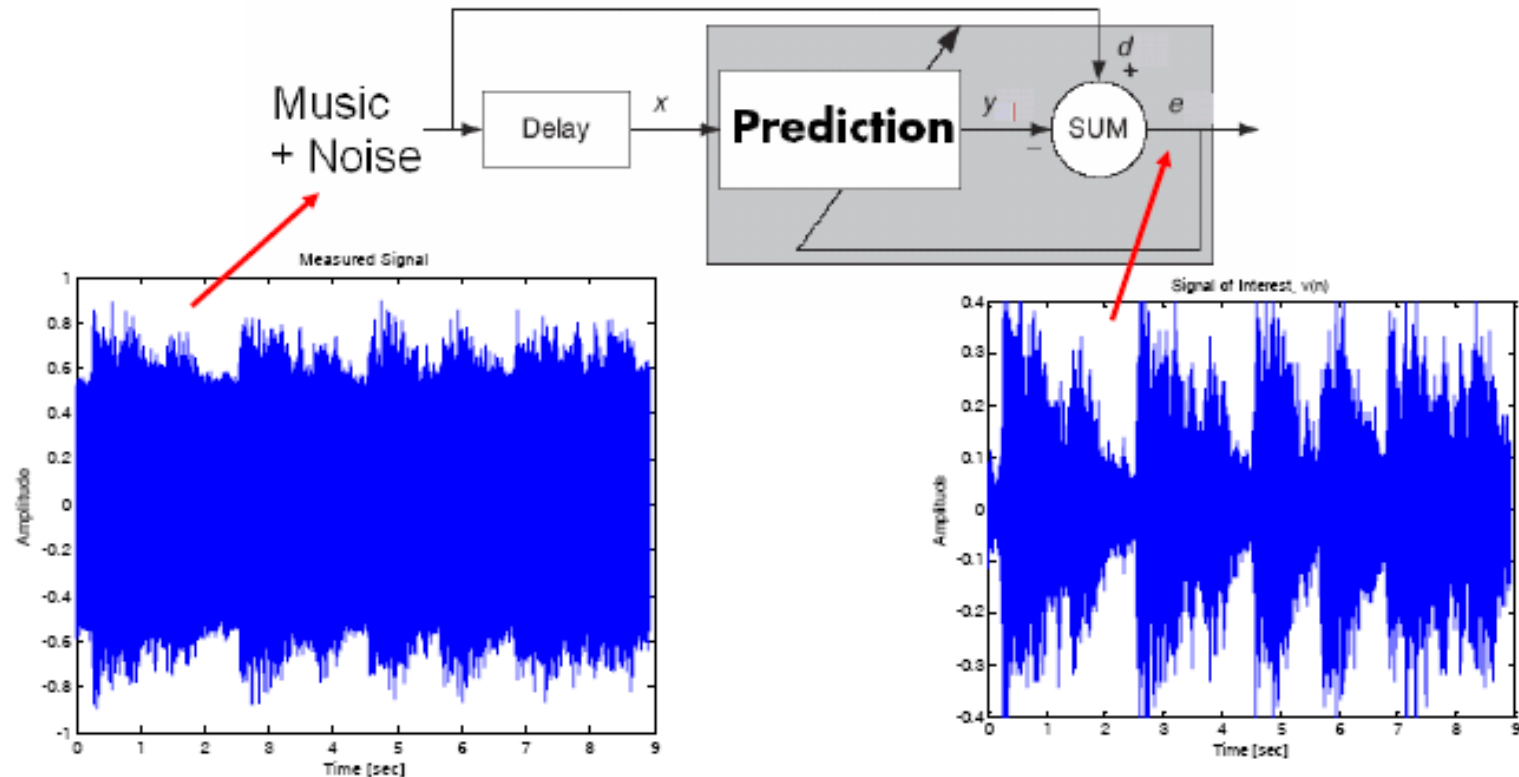 Music
+ Noise
Delay
x
Prediction
y
d
+
−
SUM
e
Measured Signal
1
0.8
0.6
0.4
0.2
0
-0.2
-0.4
-0.6
-0.8
-1
Amplitudo
0 1 2 3 4 5 6 7 8 9
Time [sec]
Signal of Interest, v(n)
0.4
0.3
0.2
0.1
0
-0.1
-0.2
-0.3
-0.4
Amplitude
0 1 2 3 4 5 6 7 8 9
Time [sec]